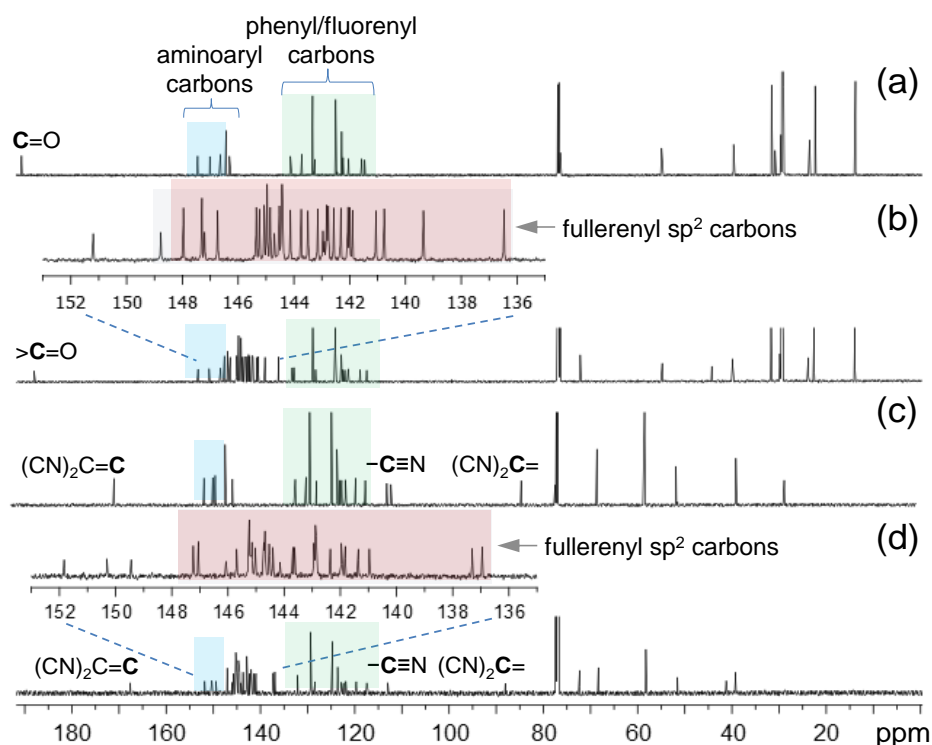 phenyl/fluorenyl
carbons
aminoaryl
carbons
(a)
C=O
(b)
fullerenyl sp² carbons
152 150 148 146 144 142 140 138 136
>C=O
(c)
(CN)₂C=C −C≡N (CN)₂C=
fullerenyl sp² carbons
(d)
152 150 148 146 144 142 140 138 136
(CN)₂C=C −C≡N (CN)₂C=
180 160 140 120 100 80 60 40 20 ppm